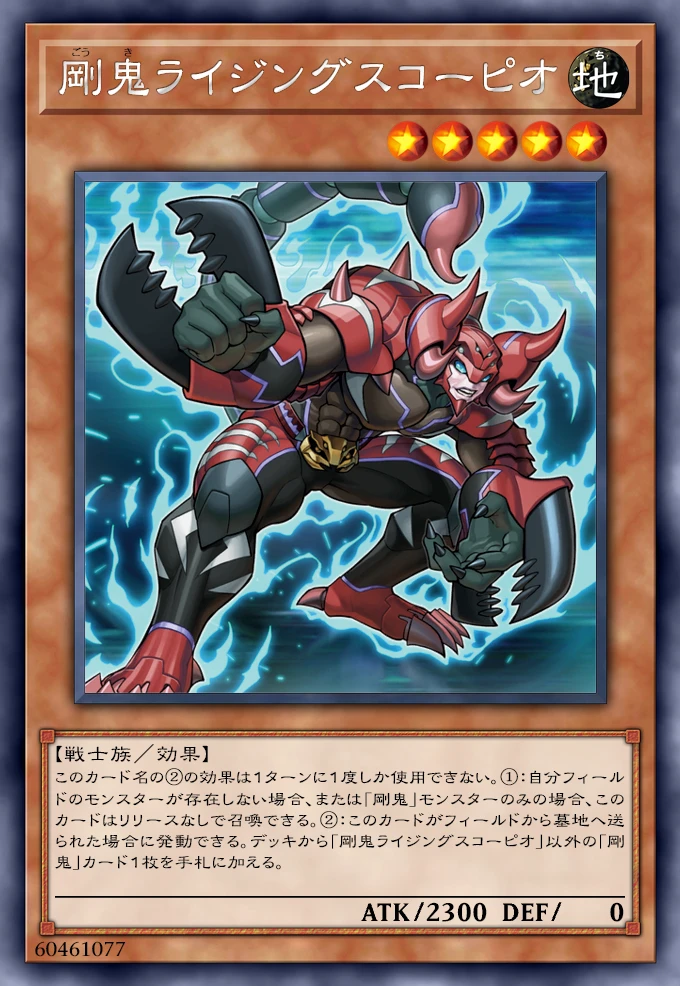 ごうき
剛鬼ライジングスコーピオ
ち
地
【戦士族／効果】
このカード名の②の効果は1ターンに1度しか使用できない。①：自分フィール
ドのモンスターが存在しない場合、または「剛鬼」モンスターのみの場合、この
カードはリリースなしで召喚できる。②：このカードがフィールドから墓地へ送
られた場合に発動できる。デッキから「剛鬼ライジングスコーピオ」以外の「剛
鬼」カード1枚を手札に加える。
ATK/2300 DEF/ 0
60461077